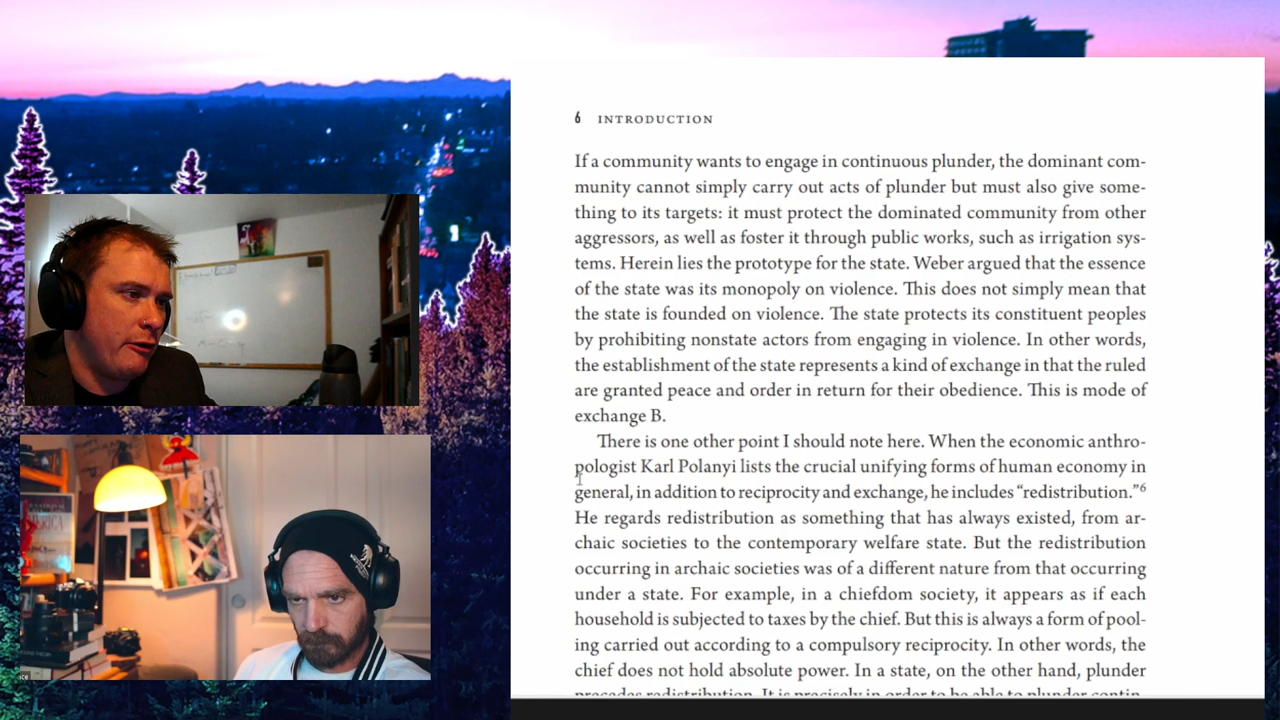 6 INTRODUCTION
If a community wants to engage in continuous plunder, the dominant com-
munity cannot simply carry out acts of plunder but must also give some-
thing to its targets: it must protect the dominated community from other
aggressors, as well as foster it through public works, such as irrigation sys-
tems. Herein lies the prototype for the state. Weber argued that the essence
of the state was its monopoly on violence. This does not simply mean that
the state is founded on violence. The state protects its constituent peoples
by prohibiting nonstate actors from engaging in violence. In other words,
the establishment of the state represents a kind of exchange in that the ruled
are granted peace and order in return for their obedience. This is mode of
exchange B.
There is one other point I should note here. When the economic anthro-
pologist Karl Polanyi lists the crucial unifying forms of human economy in
general, in addition to reciprocity and exchange, he includes “redistribution.”6
He regards redistribution as something that has always existed, from ar-
chaic societies to the contemporary welfare state. But the redistribution
occurring in archaic societies was of a different nature from that occurring
under a state. For example, in a chiefdom society, it appears as if each
household is subjected to taxes by the chief. But this is always a form of pool-
ing carried out according to a compulsory reciprocity. In other words, the
chief does not hold absolute power. In a state, on the other hand, plunder
precedes redistribution. It is precisely in order to be able to plunder contin-